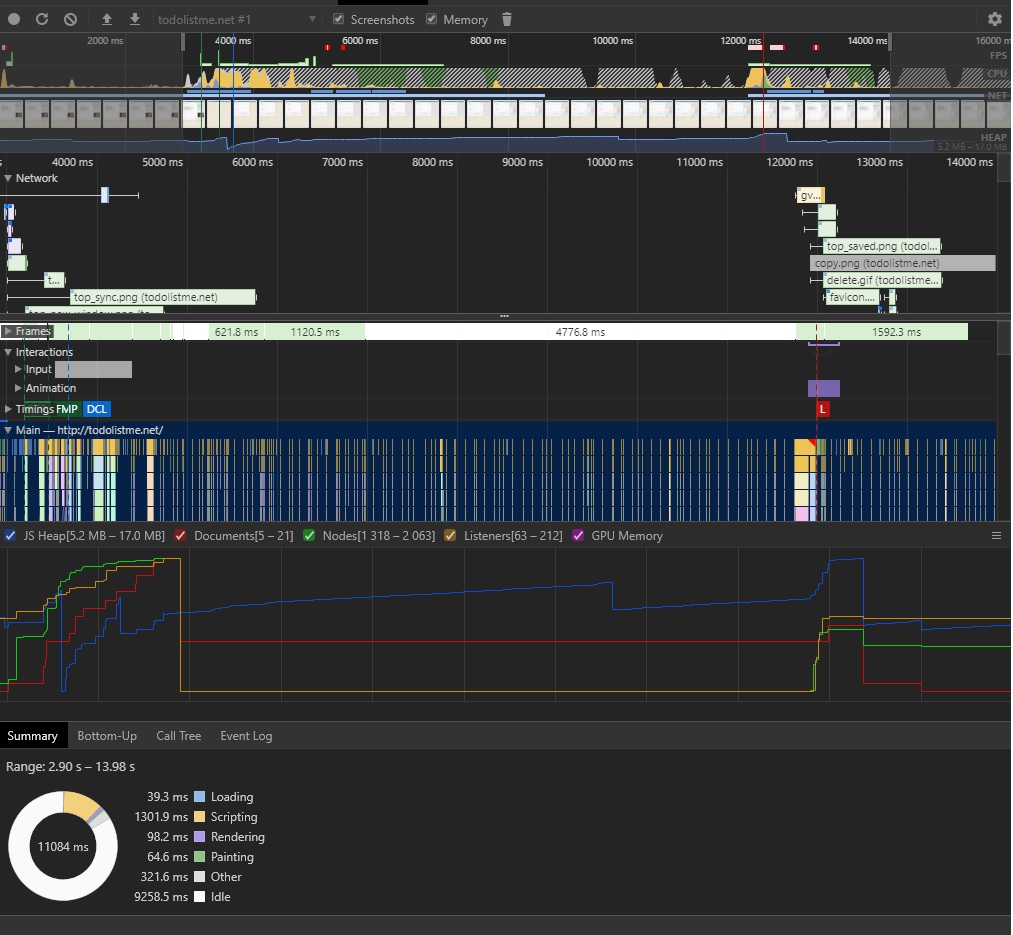 todolistme.net #1 Screenshots Memory
2000 ms 4000 ms 6000 ms 8000 ms 10000 ms 12000 ms 14000 ms 16000 m
FPS
CPU
NET
HEAP
5.2 MB – 17.0 MB
s 4000 ms 5000 ms 6000 ms 7000 ms 8000 ms 9000 ms 10000 ms 11000 ms 12000 ms 13000 ms 14000 ms
Network
gv...
top_saved.png (todol...
copy.png (todolistme.net)
t... delete.gif (todolistme...
top_sync.png (todolistme.net) favicon....
Frames 621.8 ms 1120.5 ms 4776.8 ms 1592.3 ms
Interactions
Input
Animation
Timings FMP DCL L
Main — http://todolistme.net/
JS Heap[5.2 MB – 17.0 MB] Documents[5 – 21] Nodes[1 318 – 2 063] Listeners[63 – 212] GPU Memory
Summary Bottom-Up Call Tree Event Log
Range: 2.90 s – 13.98 s
39.3 ms Loading
1301.9 ms Scripting
98.2 ms Rendering
11084 ms
64.6 ms Painting
321.6 ms Other
9258.5 ms Idle